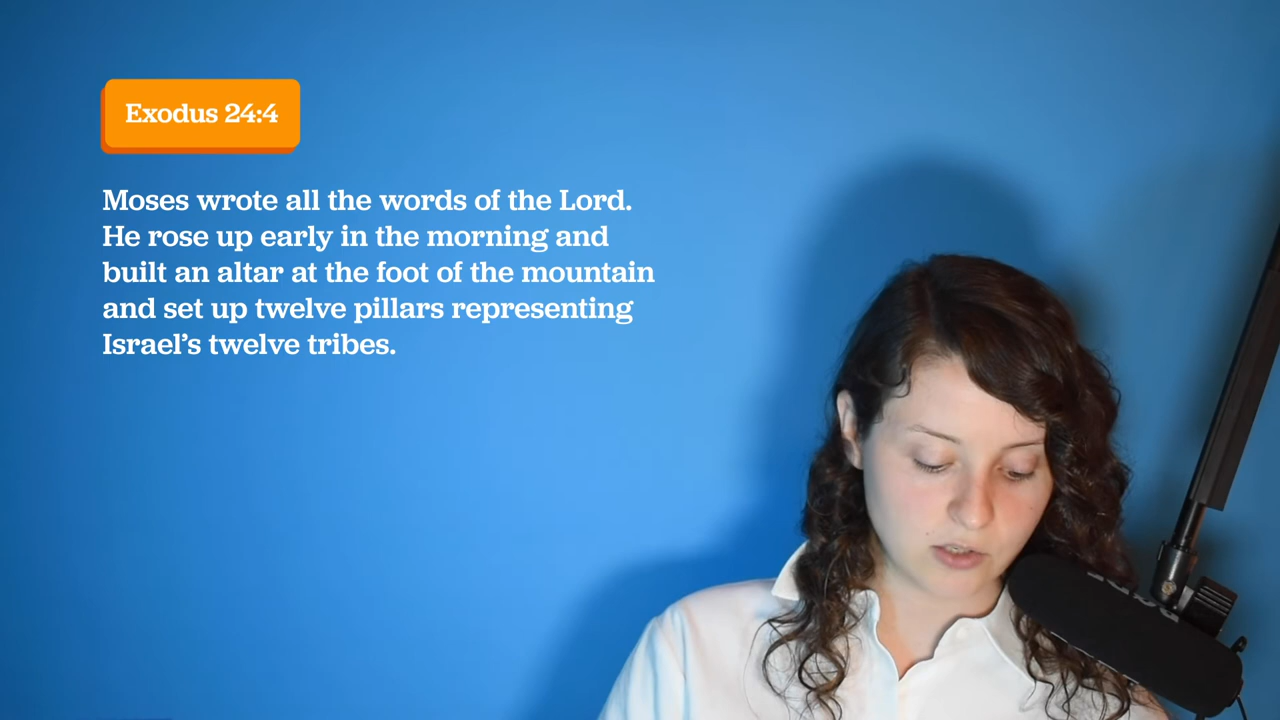 Exodus 24:4
Moses wrote all the words of the Lord.
He rose up early in the morning and
built an altar at the foot of the mountain
and set up twelve pillars representing
Israel’s twelve tribes.